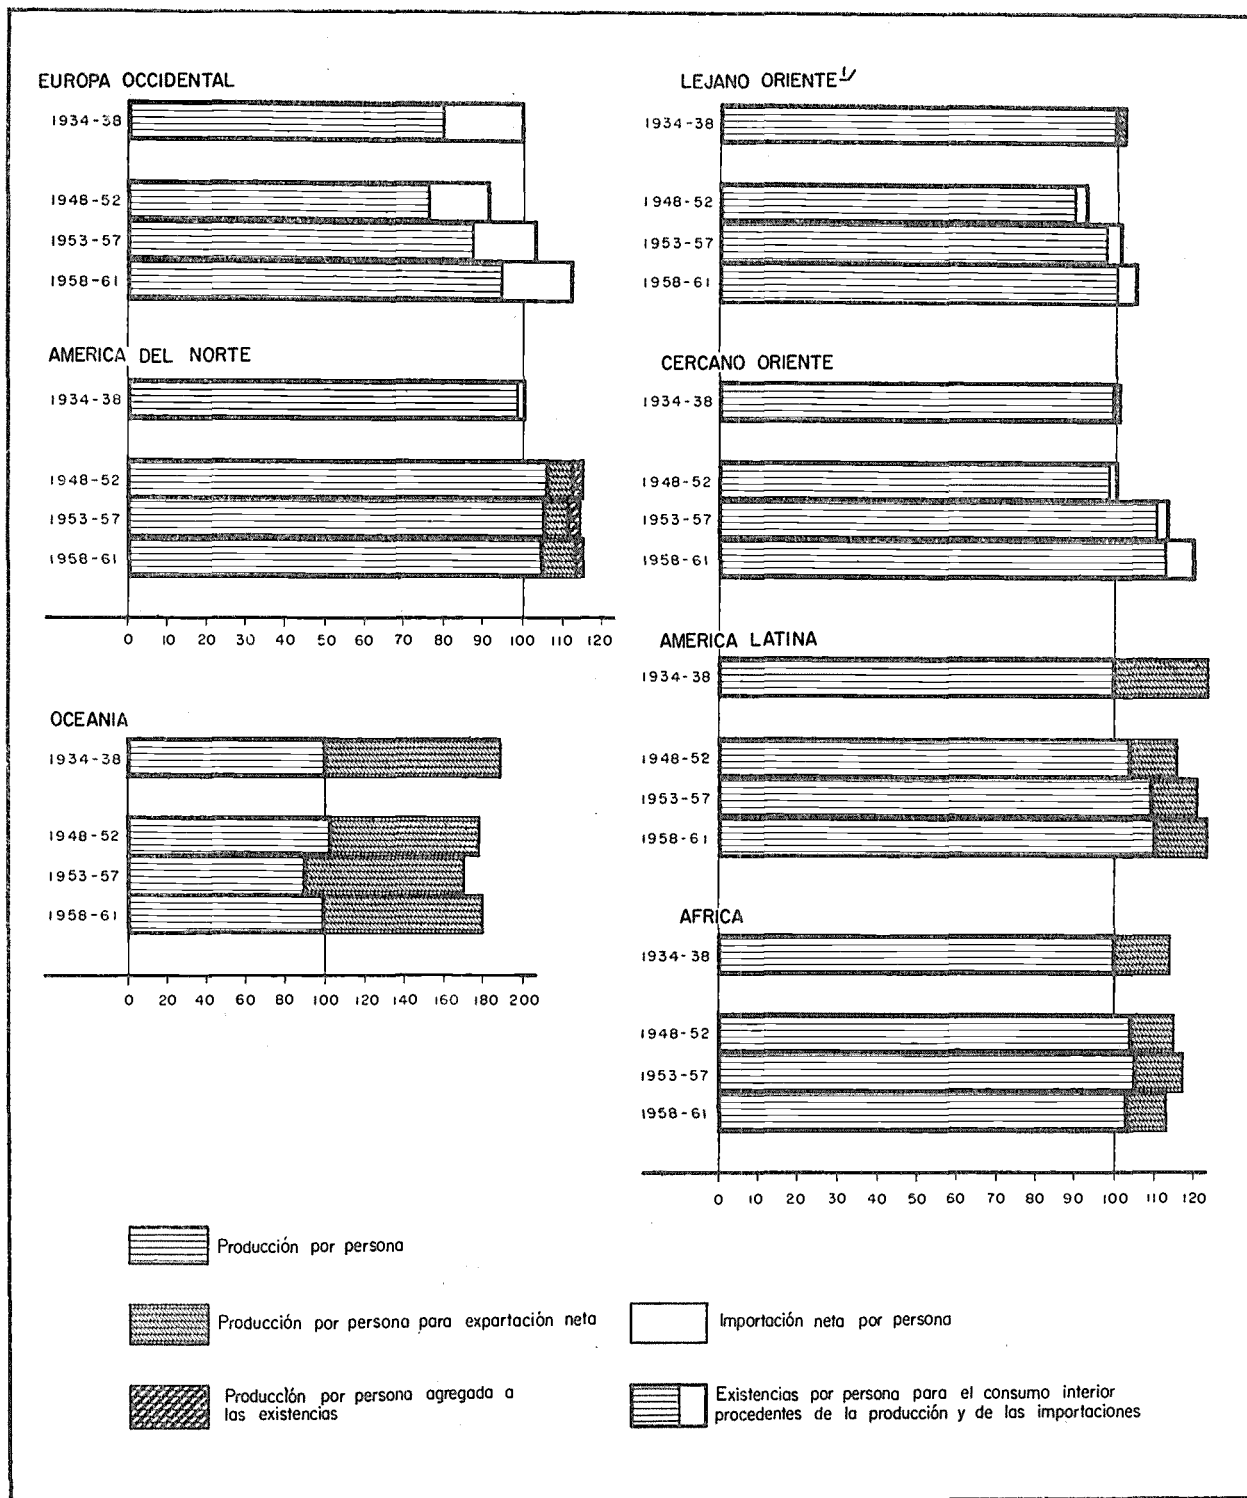 EUROPA OCCIDENTAL
1934-38
1948-52
1953-57
1958-61
AMERICA DEL NORTE
1934-38
1948-52
1953-57
1958-61
0 10 20 30 40 50 60 70 80 90 100 110 120
OCEANIA
1934-38
1948-52
1953-57
1958-61
0 20 40 60 80 100 120 140 160 180 200
LEJANO ORIENTE 1/
1934-38
1948-52
1953-57
1958-61
CERCANO ORIENTE
1934-38
1948-52
1953-57
1958-61
AMERICA LATINA
1934-38
1948-52
1953-57
1958-61
AFRICA
1934-38
1948-52
1953-57
1958-61
0 10 20 30 40 50 60 70 80 90 100 110 120
Producción por persona
Producción por persona para exportación neta
Importación neta por persona
Producción por persona agregada a
las existencias
Existencias por persona para el consumo interior
procedentes de la producción y de las importaciones